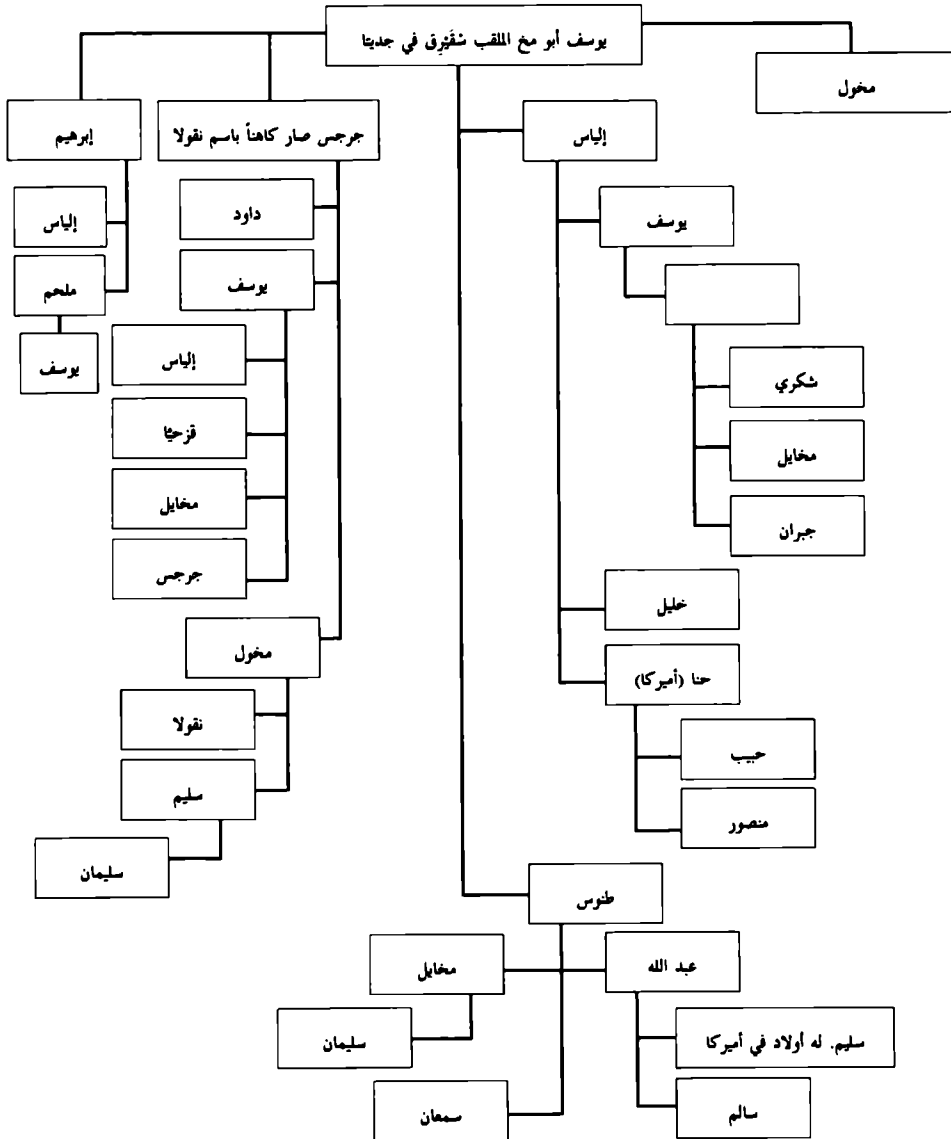 يوسف أبو مخ الملقب شقيرق في جديتا
مخول
إلياس
جرجس صار كاهناً باسم نقولا
إبرهيم
يوسف
داود
إلياس
يوسف
ملحم
يوسف
إلياس
شكري
قزحيّا
مخايل
مخايل
جبران
جرجس
خليل
مخول
حنا (أميركا)
نقولا
حبيب
سليم
منصور
سليمان
طنوس
عبد الله
مخايل
سليم. له أولاد في أميركا
سليمان
سالم
سمعان